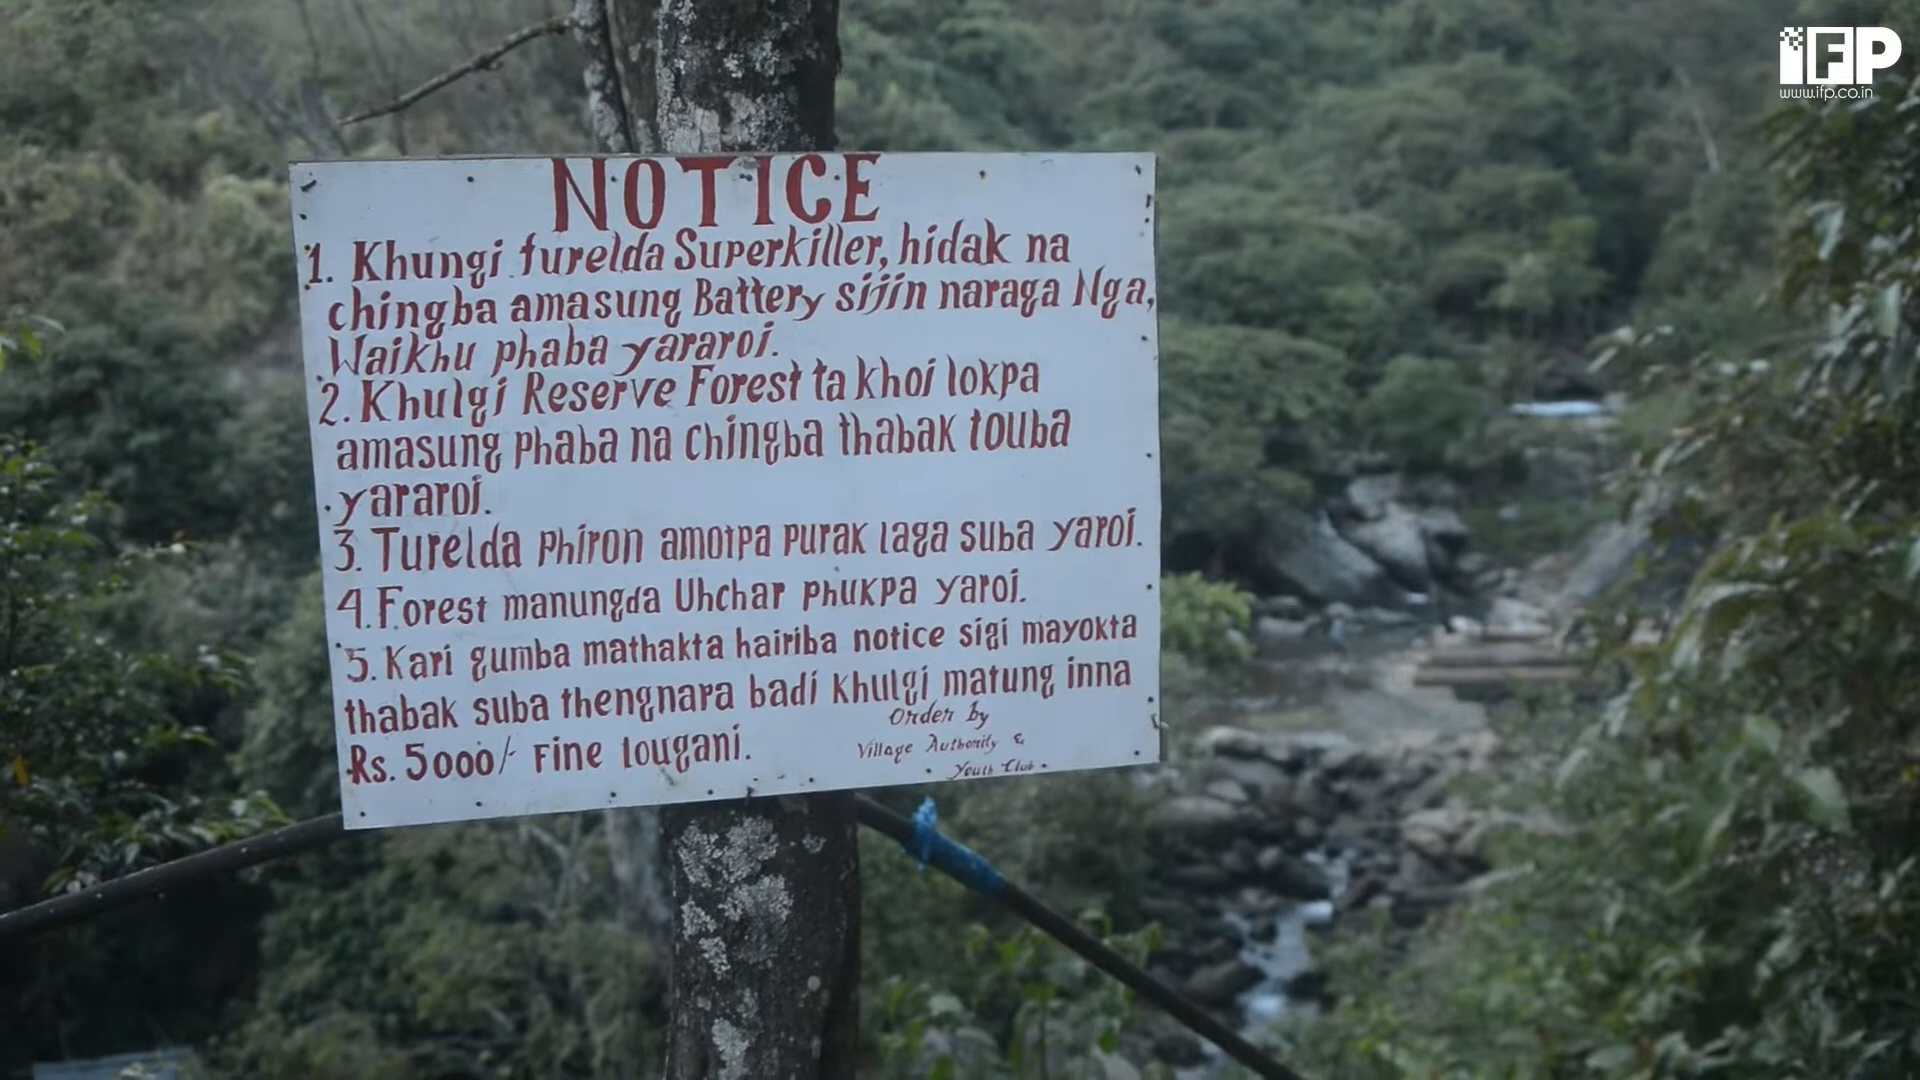 iFP
www.ifp.co.in
NOTICE
1. Khungi turelda Superkiller, hidak na
chingba amasung Battery sijin naraga Nga,
Waikhu phaba yararoi.
2. Khulgi Reserve Forest ta khoi lokpa
amasung phaba na chingba thabak touba
yararoi.
3. Turelda phiron amotpa purak laga suba yaroi.
4. Forest manungda Uhchar phukpa yaroi.
5. Kari gumba mathakta hairiba notice sigi mayokta
thabak suba thengnara badi khulgi matung inna
Rs. 5000/- Fine lougani.
Order by
Village Authority &
Youth Club.